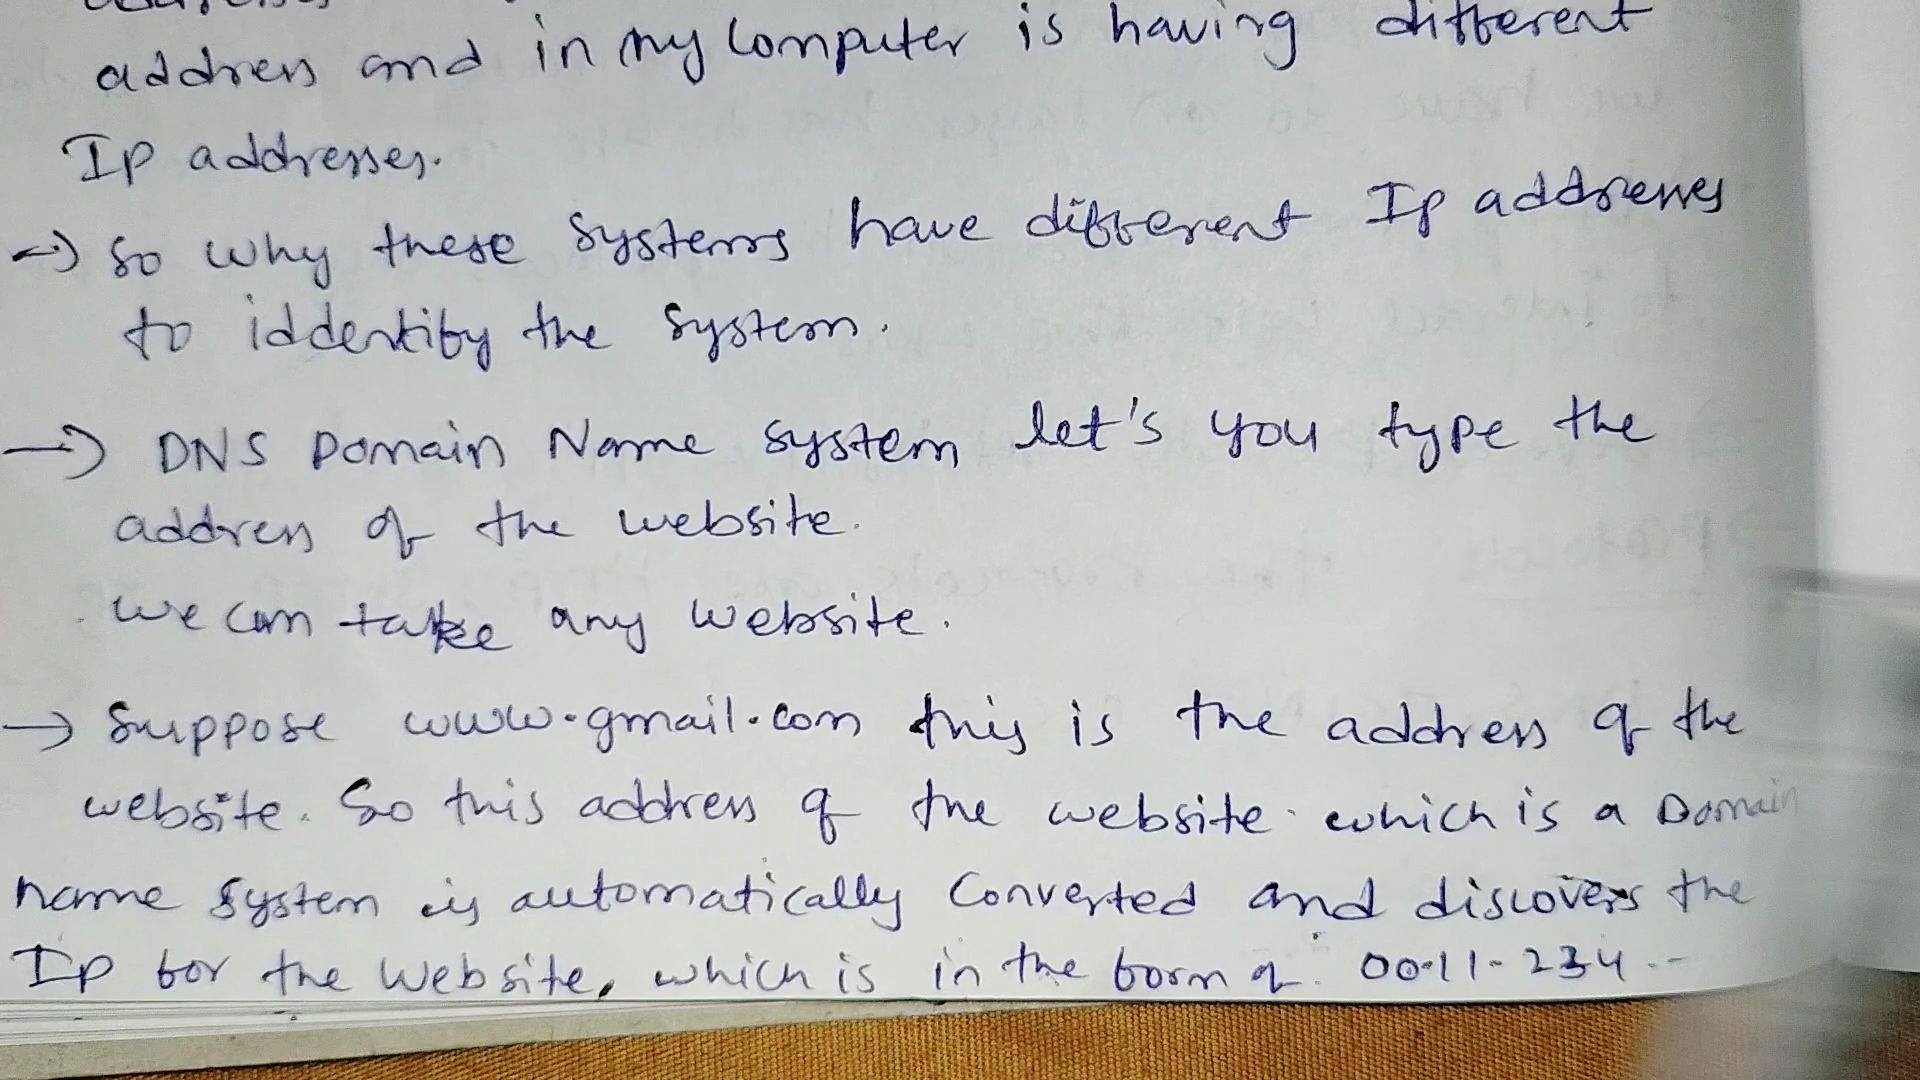 addresses
address and in my Computer is having different
Ip addresses.
→ So why these systems have different Ip addresses
to iddentify the system.
→ DNS Domain Name system let's you type the
address of the website.
we can take any website.
→ Suppose www.gmail.com this is the address of the
website. So this address of the website. which is a Domain
name system is automatically Converted and discovers the
Ip for the Website, which is in the form of. 00.11.234..-